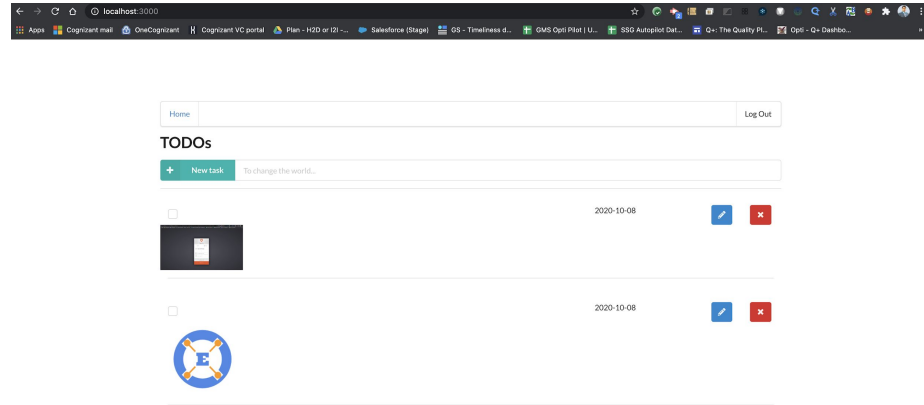 localhost:3000
Apps Cognizant mail OneCognizant Cognizant VC portal Plan - H2D or I2I -... Salesforce (Stage) GS - Timeliness d... GMS Opti Pilot | U... SSG Autopilot Dat... Q+: The Quality Pl... Opti - Q+ Dashbo... »
Home Log Out
TODOs
+ New task To change the world...
2020-10-08
2020-10-08
E